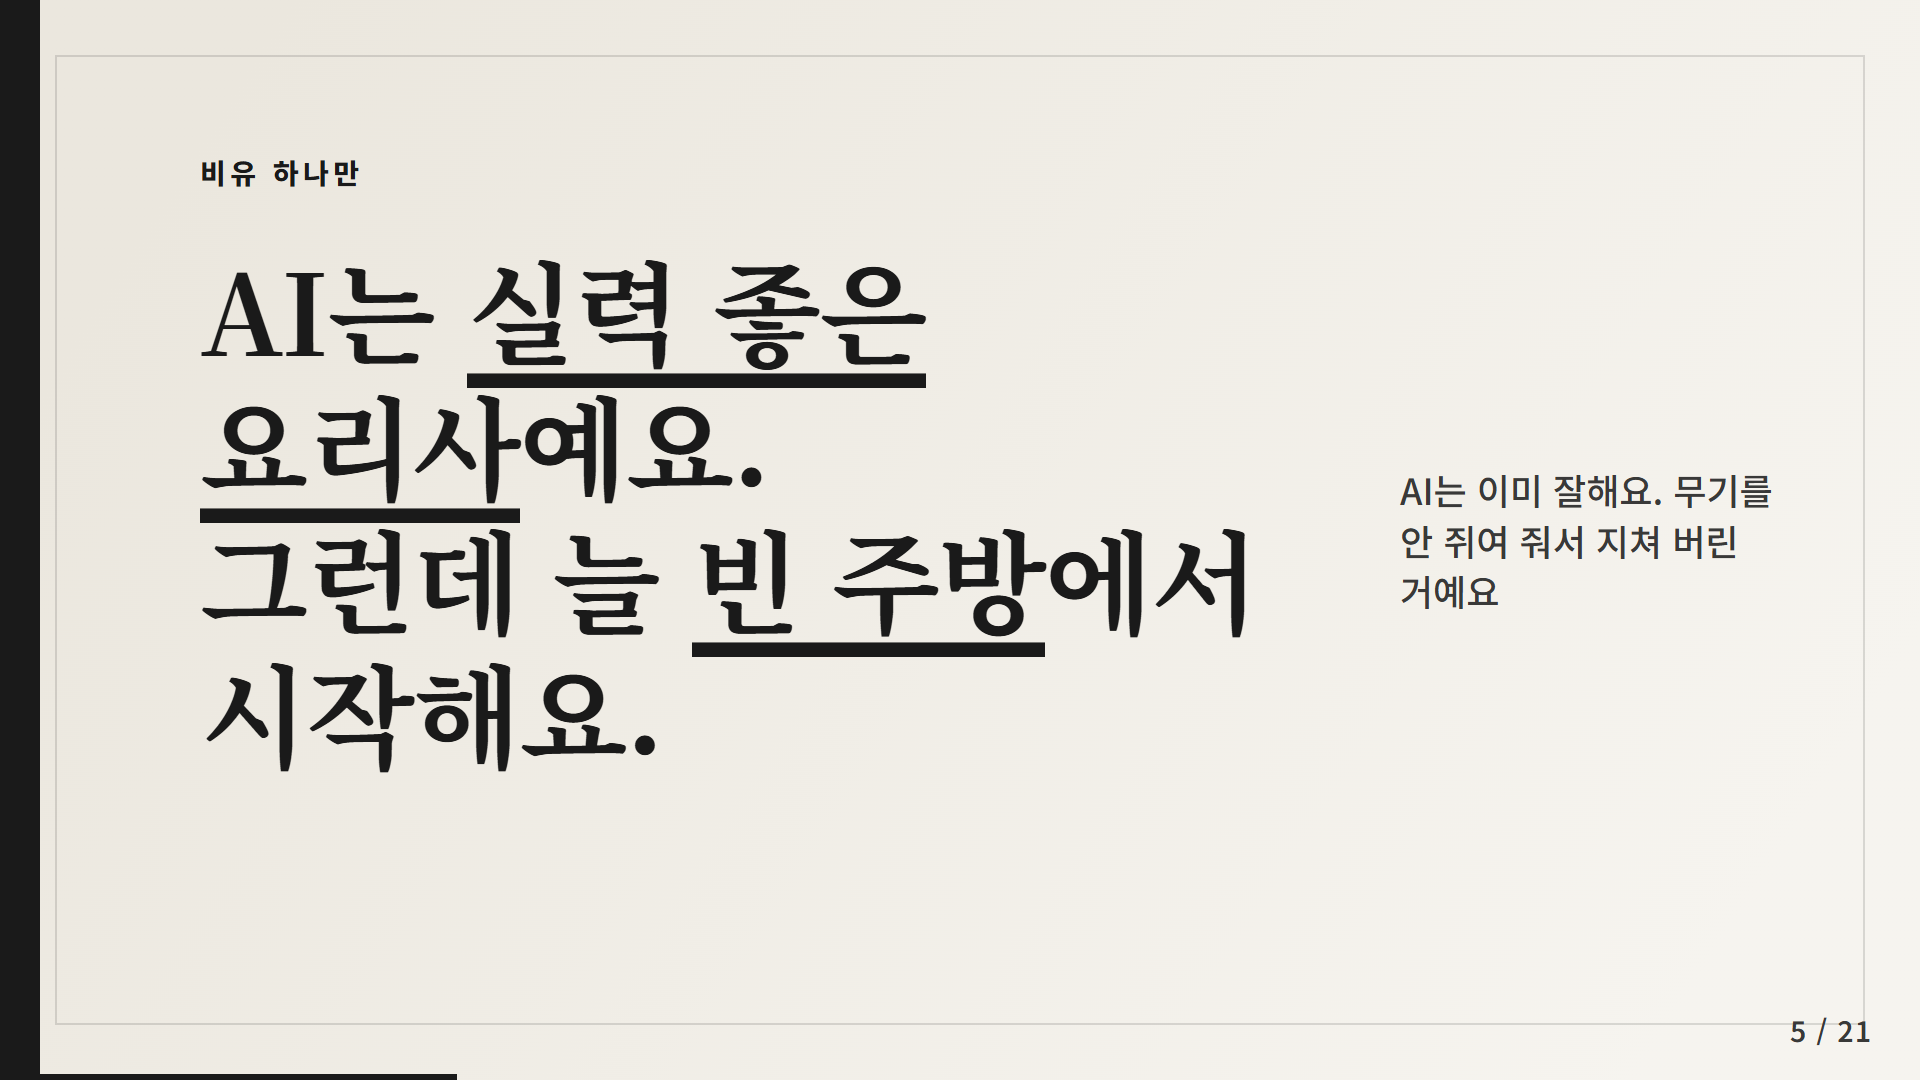 비유 하나만
AI는 실력 좋은
요리사예요.
그런데 늘 빈 주방에서
시작해요.
AI는 이미 잘해요. 무기를
안 쥐여 줘서 지쳐 버린
거예요
5 / 21